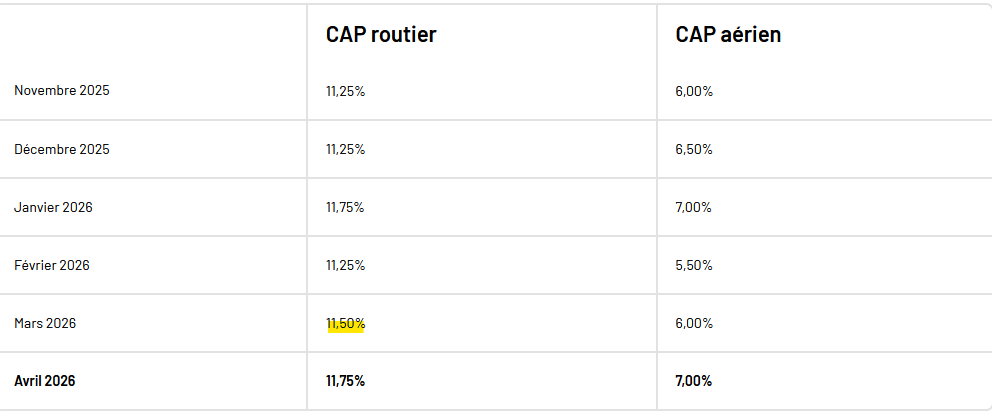 CAP routier CAP aérien
Novembre 2025 11,25% 6,00%
Décembre 2025 11,25% 6,50%
Janvier 2026 11,75% 7,00%
Février 2026 11,25% 5,50%
Mars 2026 11,50% 6,00%
Avril 2026 11,75% 7,00%